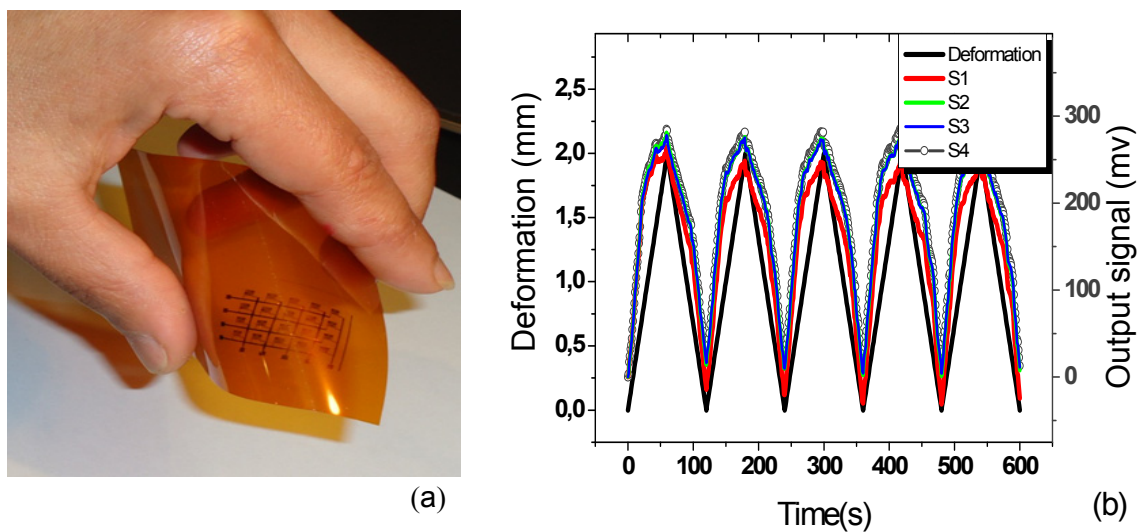 (a)
Deformation (mm)
2,5
2,0
1,5
1,0
0,5
0,0
Deformation
S1
S2
S3
S4
300
200
100
0
Output signal (mv)
0 100 200 300 400 500 600
Time(s)
(b)